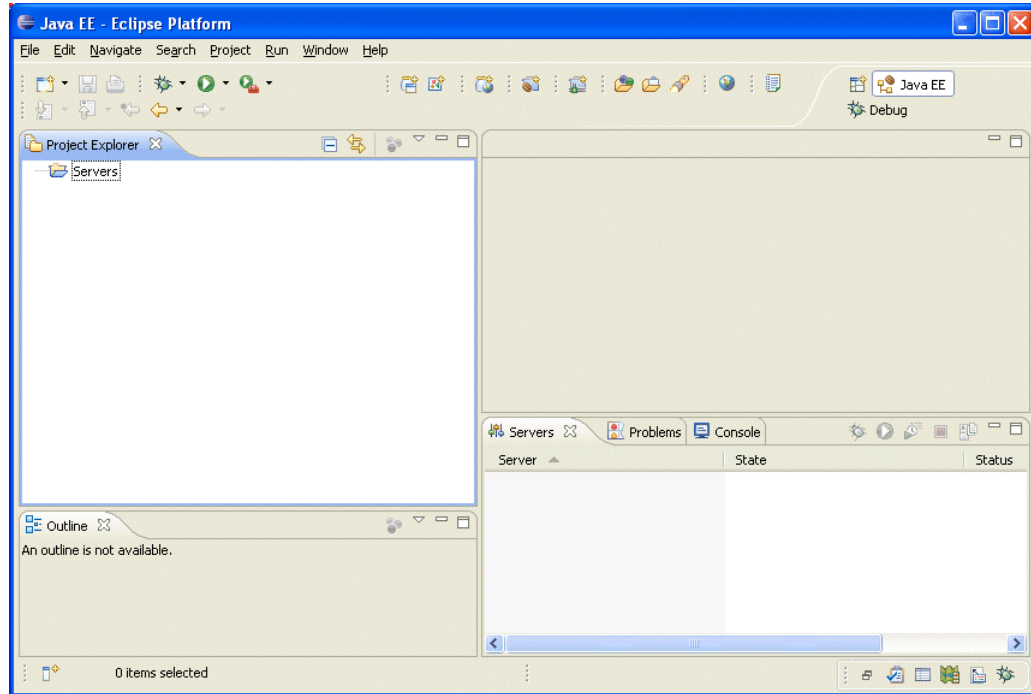 Java EE - Eclipse Platform
File Edit Navigate Search Project Run Window Help
Java EE
Debug
Project Explorer
Servers
Servers Problems Console
Server State Status
Outline
An outline is not available.
0 items selected